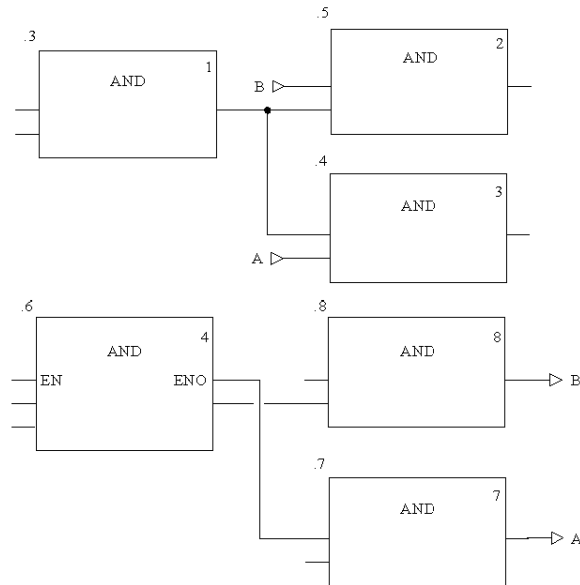 .3
AND
1
.5
AND
2
B
.4
AND
3
A
.6
AND
4
EN
ENO
.8
AND
8
B
.7
AND
7
A